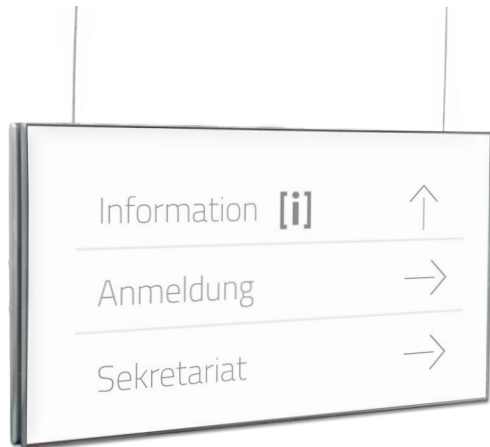 Information [i] ↑
Anmeldung →
Sekretariat →